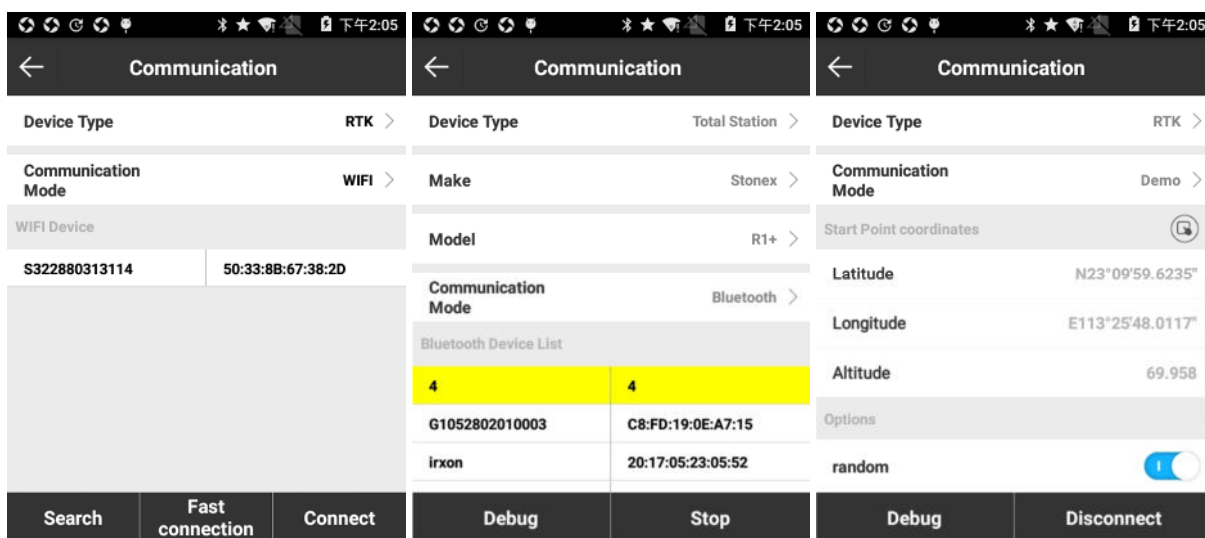 下午2:05
Communication
Device Type RTK
Communication
Mode WIFI
WIFI Device
S322880313114 50:33:8B:67:38:2D
Search Fast
connection Connect
下午2:05
Communication
Device Type Total Station
Make Stonex
Model R1+
Communication
Mode Bluetooth
Bluetooth Device List
4 4
G1052802010003 C8:FD:19:0E:A7:15
irxon 20:17:05:23:05:52
Debug Stop
下午2:05
Communication
Device Type RTK
Communication
Mode Demo
Start Point coordinates
Latitude N23°09'59.6235"
Longitude E113°25'48.0117"
Altitude 69.958
Options
random
Debug Disconnect